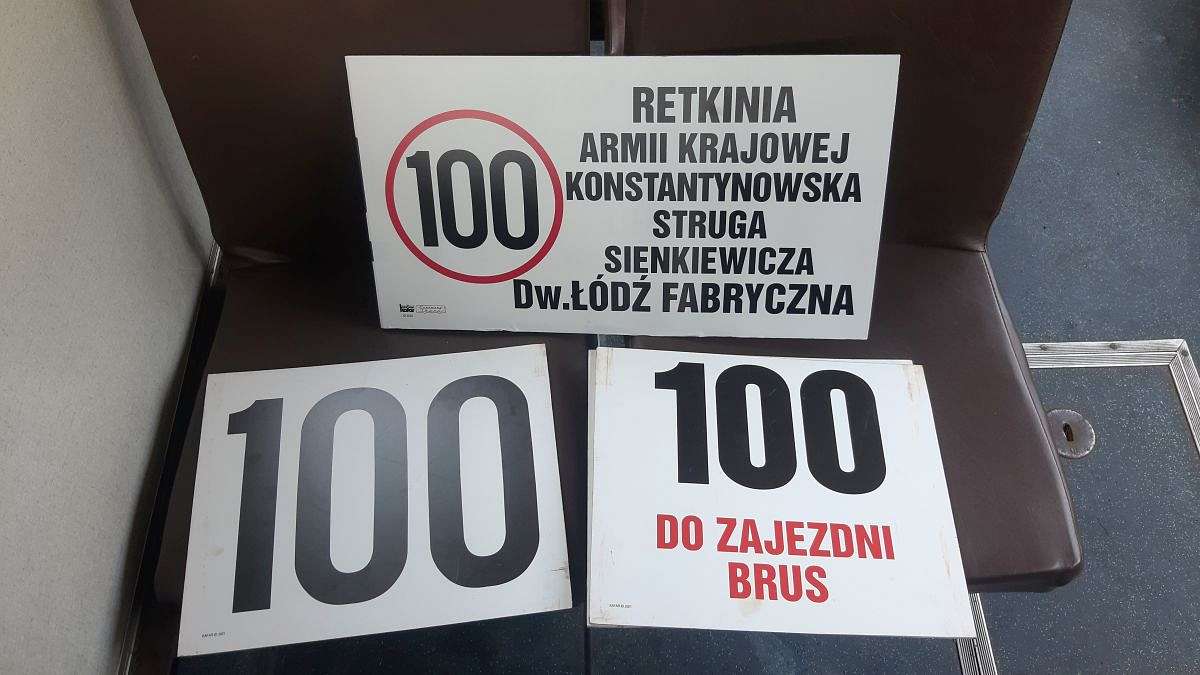 100
RETKINIA
ARMII KRAJOWEJ
KONSTANTYNOWSKA
STRUGA
SIENKIEWICZA
Dw.ŁÓDŹ FABRYCZNA
100
100
DO ZAJEZDNI
BRUS